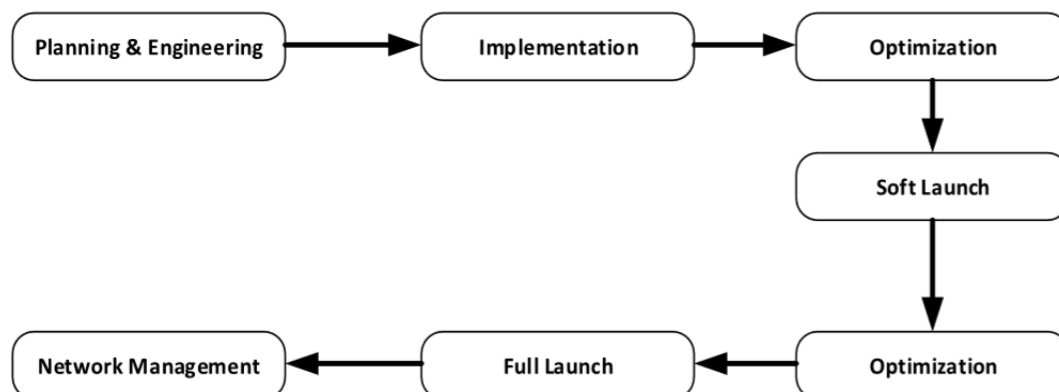 Planning & Engineering
Implementation
Optimization
Soft Launch
Optimization
Full Launch
Network Management